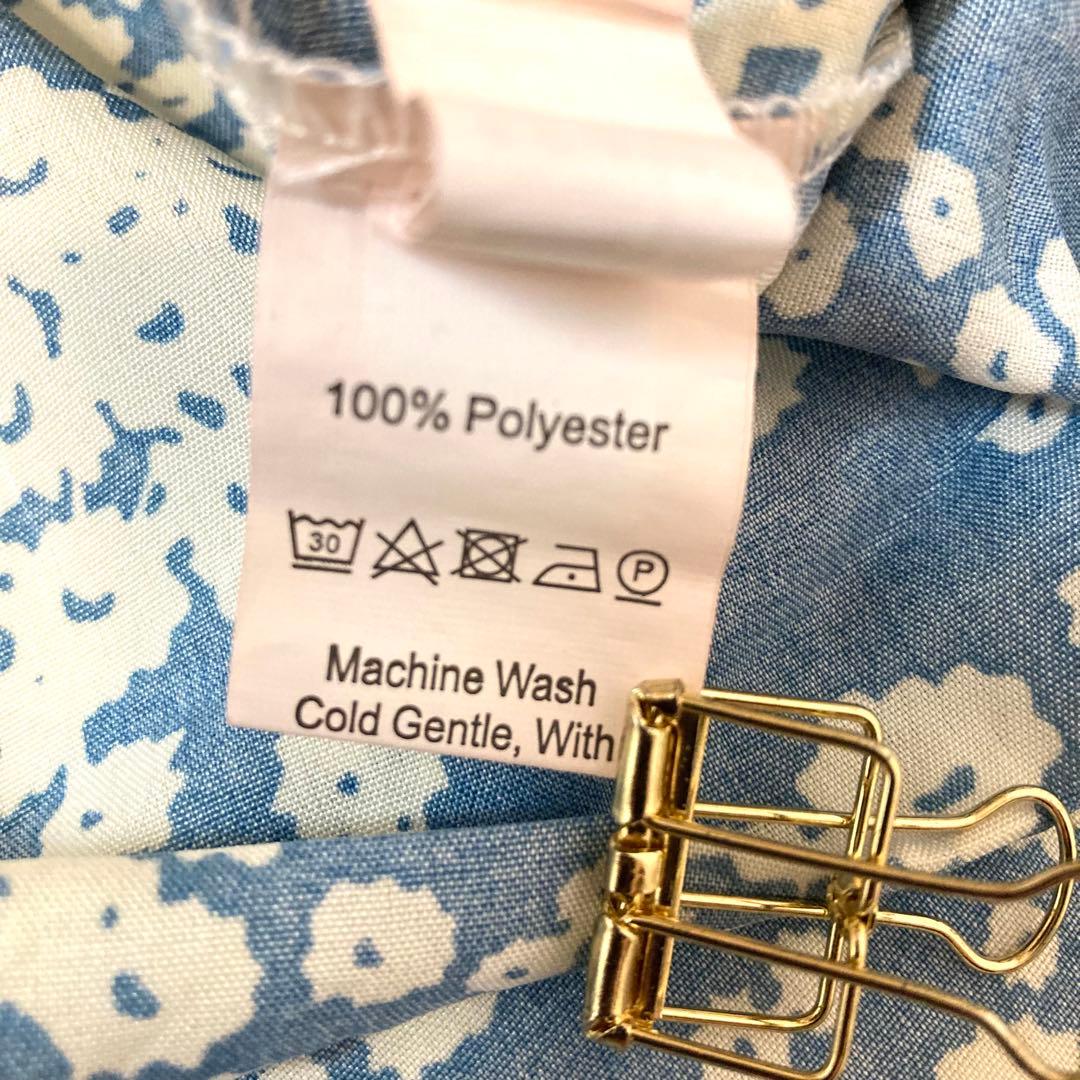 100% Polyester
30 P
Machine Wash
Cold Gentle, With